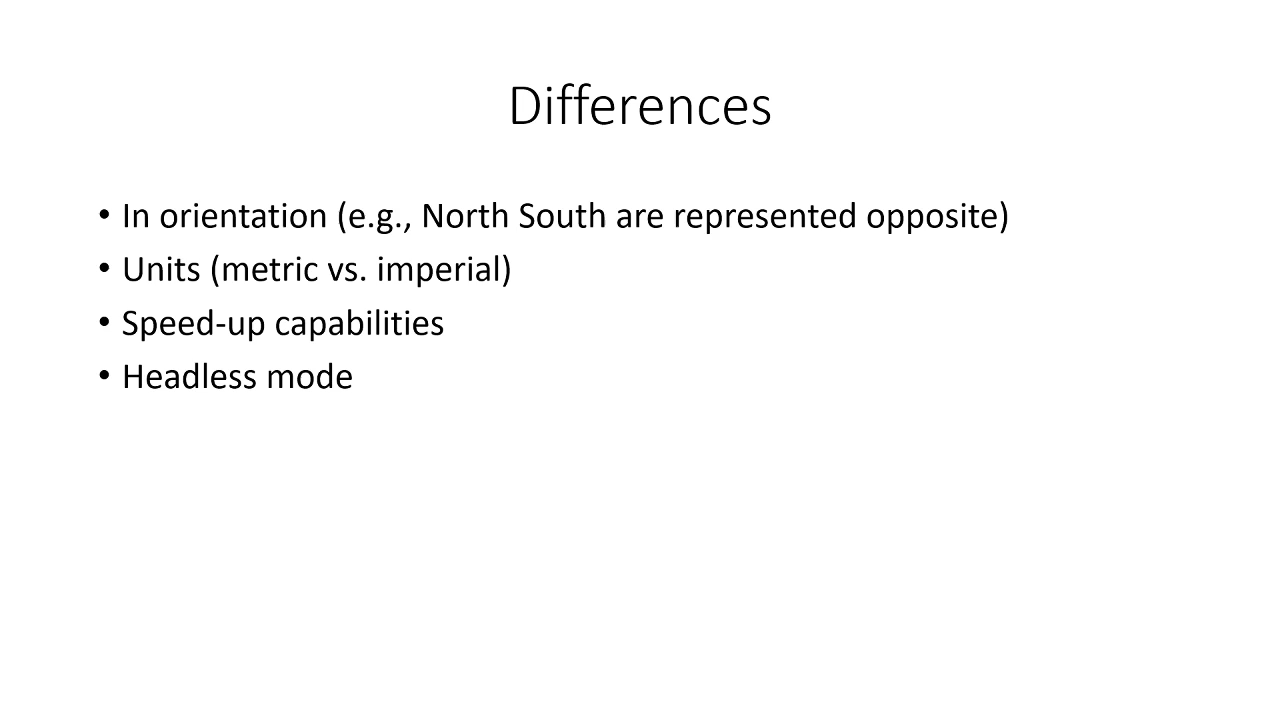 Differences
• In orientation (e.g., North South are represented opposite)
• Units (metric vs. imperial)
• Speed-up capabilities
• Headless mode